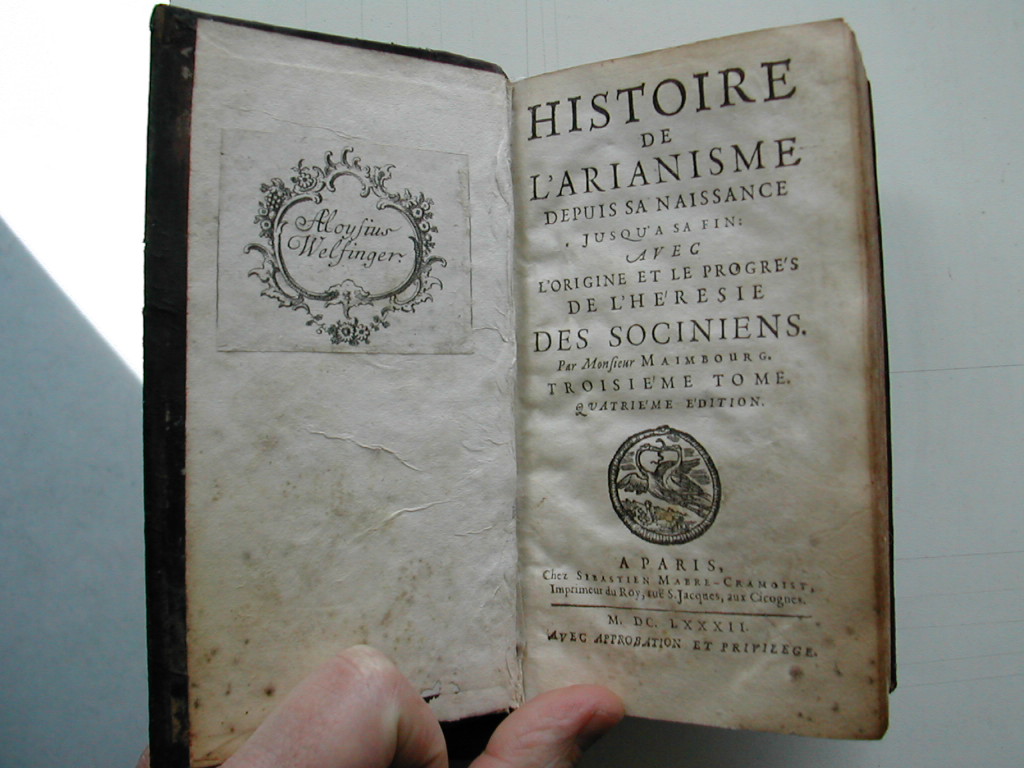 Aloyſius
Welſinger
HISTOIRE
DE
L'ARIANISME
DEPUIS SA NAISSANCE
JUSQU'A SA FIN:
AVEC
L'ORIGINE ET LE PROGRE'S
DE L'HE'RESIE
DES SOCINIENS.
Par Monſieur MAIMBOURG.
TROISIE'ME TOME.
QVATRIE'ME E'DITION.
A PARIS,
Chez SEBASTIEN MABRE-CRAMOISY,
Imprimeur du Roy, ruë S. Jacques, aux Cicognes.
M. DC. LXXXII.
AVEC APPROBATION ET PRIVILEGE.